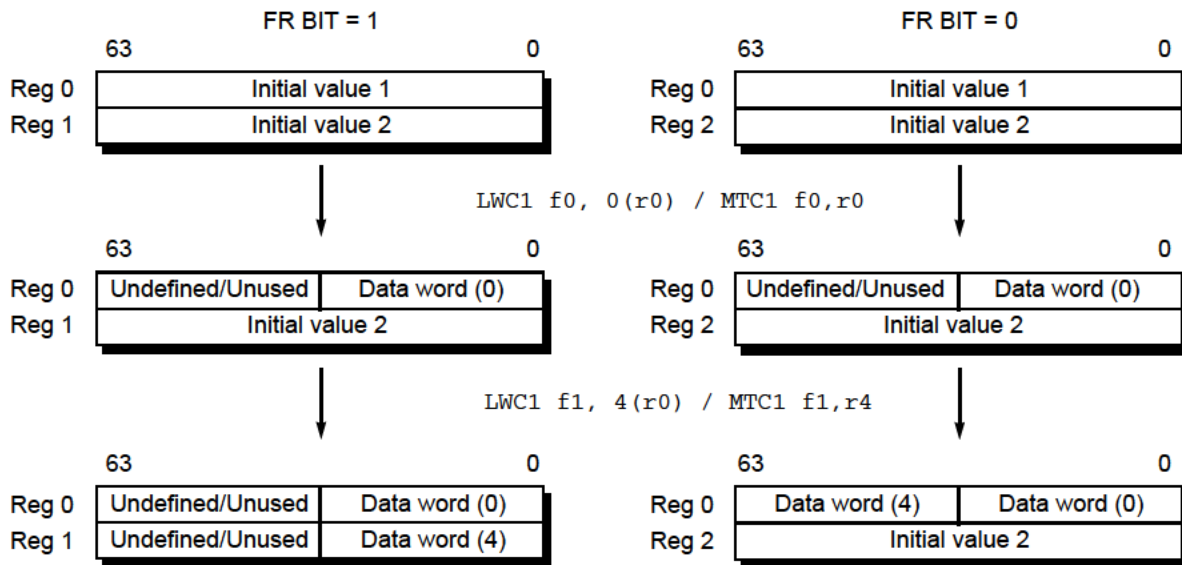 FR BIT = 1 FR BIT = 0
63 0 63 0
Reg 0 Initial value 1 Reg 0 Initial value 1
Reg 1 Initial value 2 Reg 2 Initial value 2
LWC1 f0, 0(r0) / MTC1 f0,r0
63 0 63 0
Reg 0 Undefined/Unused Data word (0) Reg 0 Undefined/Unused Data word (0)
Reg 1 Initial value 2 Reg 2 Initial value 2
LWC1 f1, 4(r0) / MTC1 f1,r4
63 0 63 0
Reg 0 Undefined/Unused Data word (0) Reg 0 Data word (4) Data word (0)
Reg 1 Undefined/Unused Data word (4) Reg 2 Initial value 2